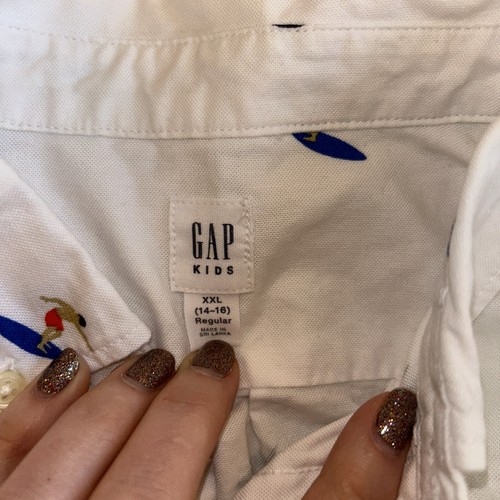 GAP
KIDS
XXL
(14–16)
Regular
MADE IN
SRI LANKA